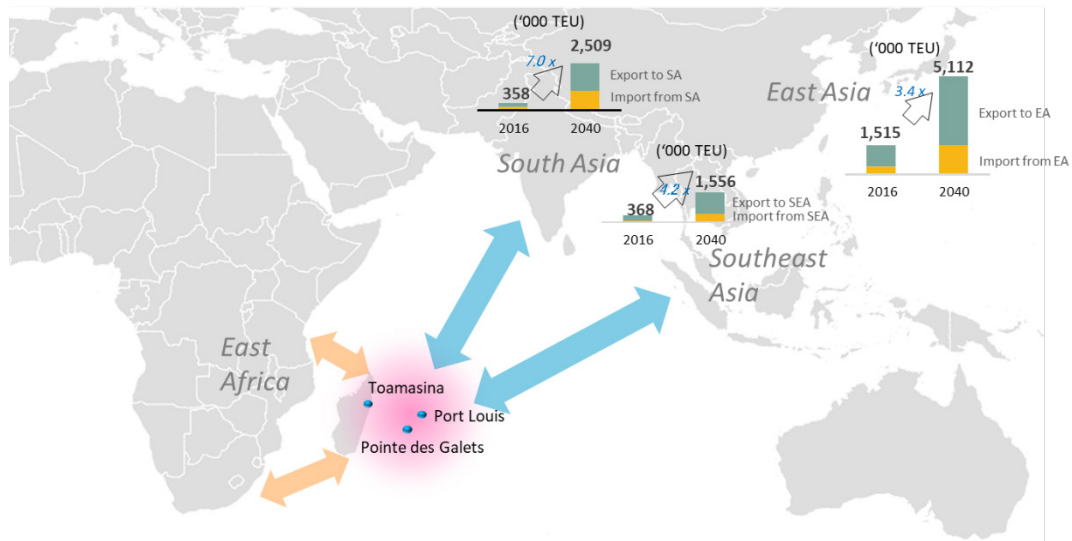 ('000 TEU)
2,509
7.0 x
Export to SA
358
Import from SA
2016
2040
South Asia
('000 TEU)
5,112
East Asia
3.4 x
Export to EA
1,515
Import from EA
2016
2040
('000 TEU)
1,556
4.2 x
Export to SEA
368
Import from SEA
2016
2040
Southeast
Asia
East
Africa
Toamasina
Port Louis
Pointe des Galets